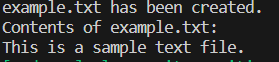 example.txt has been created.
Contents of example.txt:
This is a sample text file.